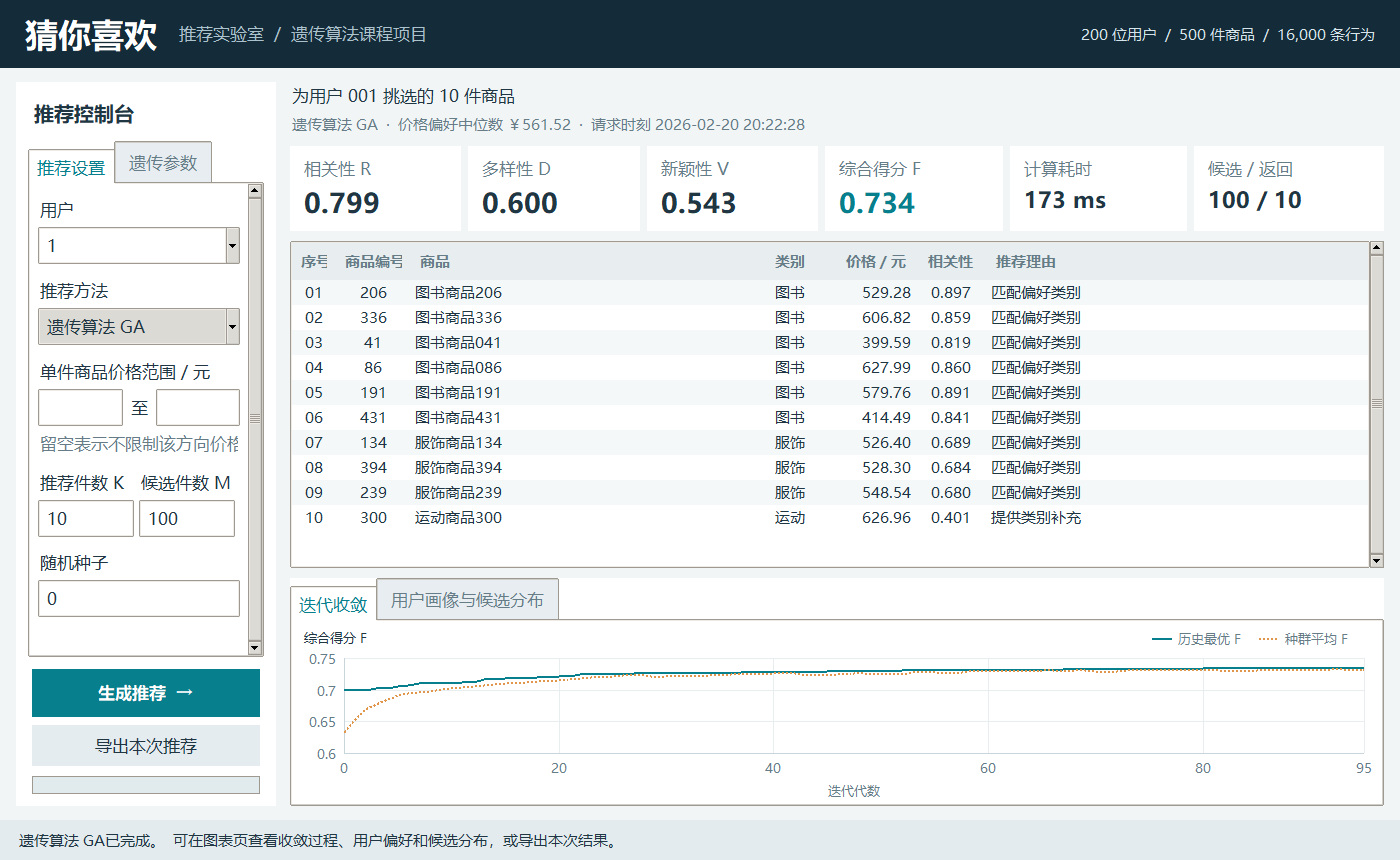 猜你喜欢 推荐实验室 / 遗传算法课程项目 200 位用户 / 500 件商品 / 16,000 条行为
推荐控制台
推荐设置 遗传参数
用户
1
推荐方法
遗传算法 GA
单件商品价格范围 / 元
至
留空表示不限制该方向价格
推荐件数 K 候选件数 M
10 100
随机种子
0
生成推荐 →
导出本次推荐
为用户 001 挑选的 10 件商品
遗传算法 GA · 价格偏好中位数 ¥561.52 · 请求时刻 2026-02-20 20:22:28
相关性 R 多样性 D 新颖性 V 综合得分 F 计算耗时 候选 / 返回
0.799 0.600 0.543 0.734 173 ms 100 / 10
序号 商品编号 商品 类别 价格 / 元 相关性 推荐理由
01 206 图书商品206 图书 529.28 0.897 匹配偏好类别
02 336 图书商品336 图书 606.82 0.859 匹配偏好类别
03 41 图书商品041 图书 399.59 0.819 匹配偏好类别
04 86 图书商品086 图书 627.99 0.860 匹配偏好类别
05 191 图书商品191 图书 579.76 0.891 匹配偏好类别
06 431 图书商品431 图书 414.49 0.841 匹配偏好类别
07 134 服饰商品134 服饰 526.40 0.689 匹配偏好类别
08 394 服饰商品394 服饰 528.30 0.684 匹配偏好类别
09 239 服饰商品239 服饰 548.54 0.680 匹配偏好类别
10 300 运动商品300 运动 626.96 0.401 提供类别补充
迭代收敛 用户画像与候选分布
综合得分 F 历史最优 F 种群平均 F
0.75
0.7
0.65
0.6
0 20 40 60 80 95
迭代代数
遗传算法 GA已完成。 可在图表页查看收敛过程、用户偏好和候选分布，或导出本次结果。